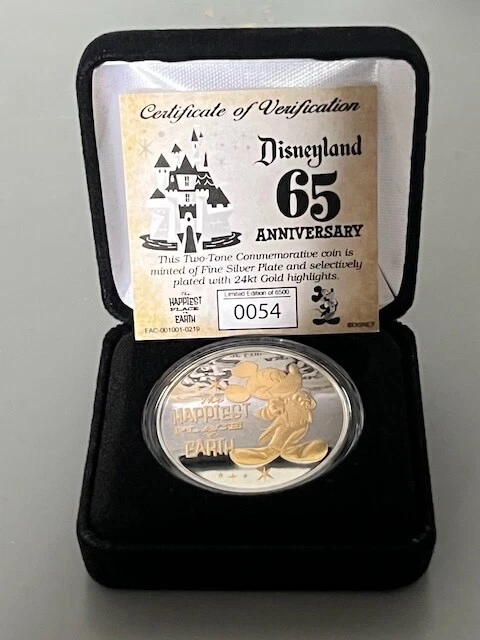 Certificate of Verification
Disneyland
65
ANNIVERSARY
This Two-Tone Commemorative coin is
minted of Fine Silver Plate and selectively
plated with 24kt Gold highlights.
The
HAPPIEST
PLACE
on
EARTH
Limited Edition of 6500
0054
EAC-001001-0219
©DISNEY
The
HAPPIEST
PLACE
on
EARTH